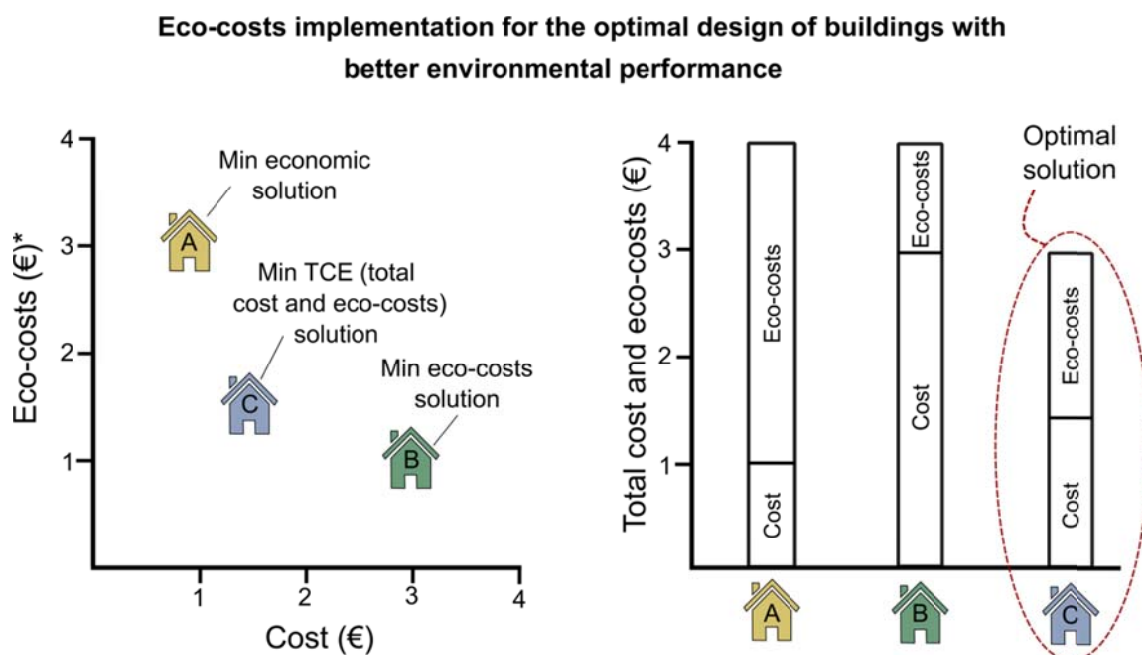 Eco-costs implementation for the optimal design of buildings with
better environmental performance
Eco-costs (€)*
4
3
2
1
Min economic
solution
A
Min TCE (total
cost and eco-costs)
solution
C
Min eco-costs
solution
B
1
2
3
4
Cost (€)
Total cost and eco-costs (€)
4
3
2
1
Eco-costs
Cost
Eco-costs
Cost
Optimal
solution
Eco-costs
Cost
A
B
C